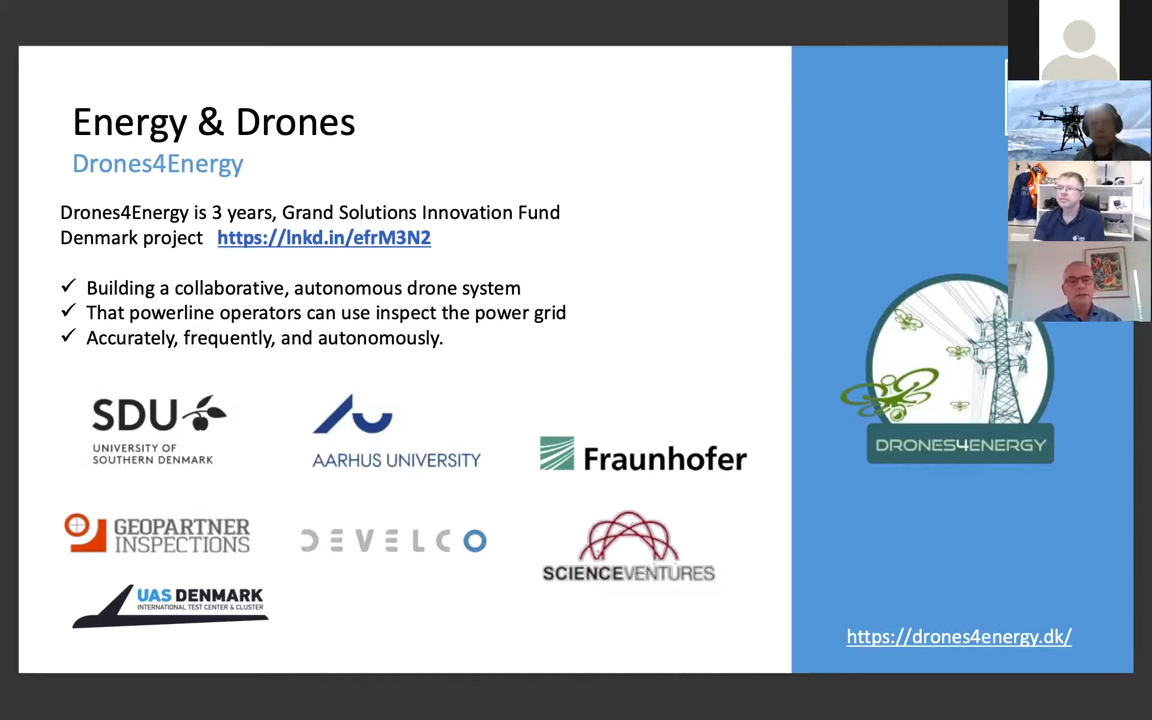 Energy & Drones
Drones4Energy
Drones4Energy is 3 years, Grand Solutions Innovation Fund
Denmark project https://lnkd.in/efrM3N2
✓ Building a collaborative, autonomous drone system
✓ That powerline operators can use inspect the power grid
✓ Accurately, frequently, and autonomously.
SDU
UNIVERSITY OF
SOUTHERN DENMARK
AARHUS UNIVERSITY
Fraunhofer
GEOPARTNER
INSPECTIONS
DEVELCO
SCIENCEVENTURES
UAS DENMARK
INTERNATIONAL TEST CENTER & CLUSTER
DRONES4ENERGY
https://drones4energy.dk/